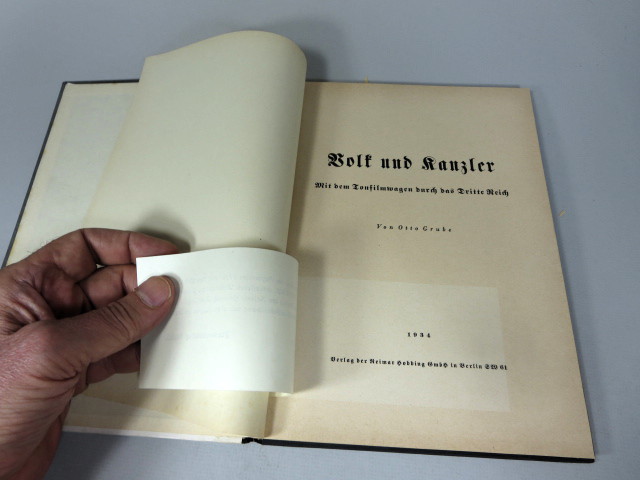 Volk und Kanzler
Mit dem Tonfilmwagen durch das Dritte Reich
Von Otto Grube
1934
Verlag der Reimar Hobbing GmbH in Berlin SW 61